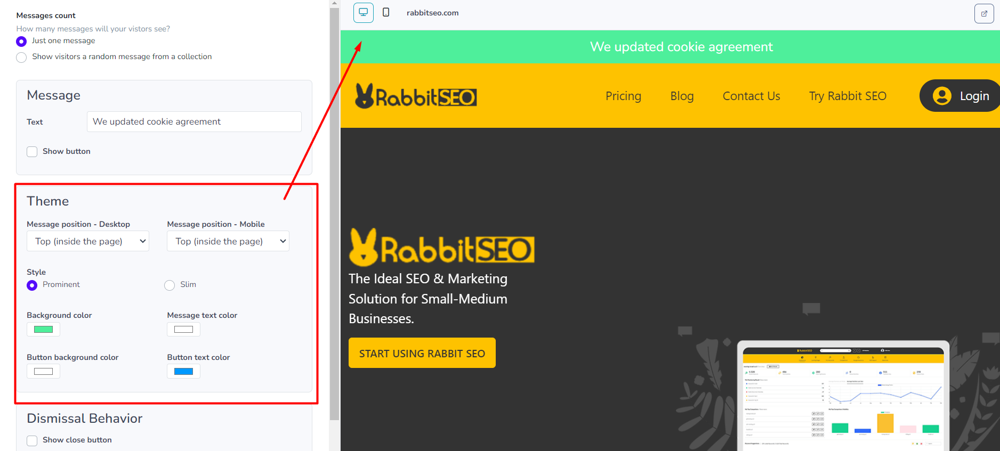 Messages count
How many messages will your vistors see?
Just one message
Show visitors a random message from a collection
Message
Text
We updated cookie agreement
Show button
Theme
Message position - Desktop
Message position - Mobile
Top (inside the page)
Top (inside the page)
Style
Prominent
Slim
Background color
Message text color
Button background color
Button text color
Dismissal Behavior
Show close button
rabbitseo.com
We updated cookie agreement
RabbitSEO
Pricing
Blog
Contact Us
Try Rabbit SEO
Login
RabbitSEO
The Ideal SEO & Marketing
Solution for Small-Medium
Businesses.
START USING RABBIT SEO
RabbitSEO